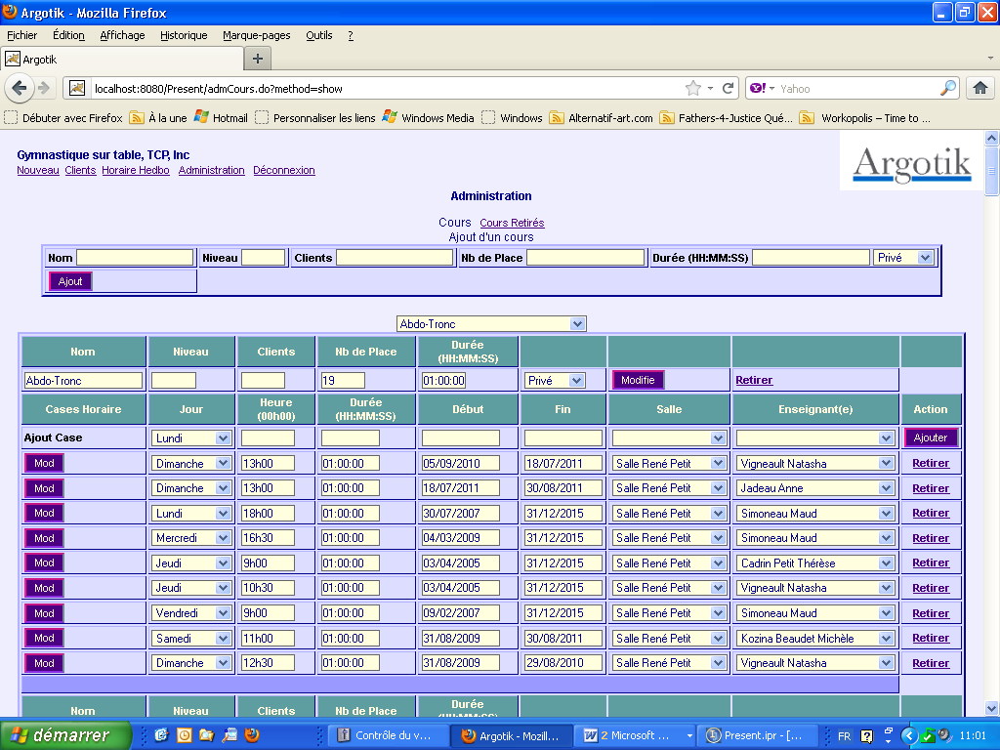 Argotik - Mozilla Firefox
Fichier Édition Affichage Historique Marque-pages Outils ?
Argotik
localhost:8080/Present/admCours.do?method=show Yahoo
Débuter avec Firefox À la une Hotmail Personnaliser les liens Windows Media Windows Alternatif-art.com Fathers-4-Justice Qué... Workopolis – Time to ...
Gymnastique sur table, TCP, Inc
Argotik
Nouveau Clients Horaire Hedbo Administration Déconnexion
Administration
Cours Cours Retirés
Ajout d'un cours
Nom Niveau Clients Nb de Place Durée (HH:MM:SS) Privé
Ajout
Abdo-Tronc
Nom Niveau Clients Nb de Place Durée (HH:MM:SS)
Abdo-Tronc 19 01:00:00 Privé Modifie Retirer
Cases Horaire Jour Heure (00h00) Durée (HH:MM:SS) Début Fin Salle Enseignant(e) Action
Ajout Case Lundi Ajouter
Mod Dimanche 13h00 01:00:00 05/09/2010 18/07/2011 Salle René Petit Vigneault Natasha Retirer
Mod Dimanche 13h00 01:00:00 18/07/2011 30/08/2011 Salle René Petit Jadeau Anne Retirer
Mod Lundi 18h00 01:00:00 30/07/2007 31/12/2015 Salle René Petit Simoneau Maud Retirer
Mod Mercredi 16h30 01:00:00 04/03/2009 31/12/2015 Salle René Petit Simoneau Maud Retirer
Mod Jeudi 9h00 01:00:00 03/04/2005 31/12/2015 Salle René Petit Cadrin Petit Thérèse Retirer
Mod Jeudi 10h30 01:00:00 03/04/2005 31/12/2015 Salle René Petit Vigneault Natasha Retirer
Mod Vendredi 9h00 01:00:00 09/02/2007 31/12/2015 Salle René Petit Simoneau Maud Retirer
Mod Samedi 11h00 01:00:00 31/08/2009 30/08/2011 Salle René Petit Kozina Beaudet Michèle Retirer
Mod Dimanche 12h30 01:00:00 31/08/2009 29/08/2010 Salle René Petit Vigneault Natasha Retirer
Nom Niveau Clients Nb de Place Durée (HH:MM:SS)
démarrer Contrôle du v... Argotik - Mozill... 2 Microsoft ... Present.ipr - [... FR 11:01